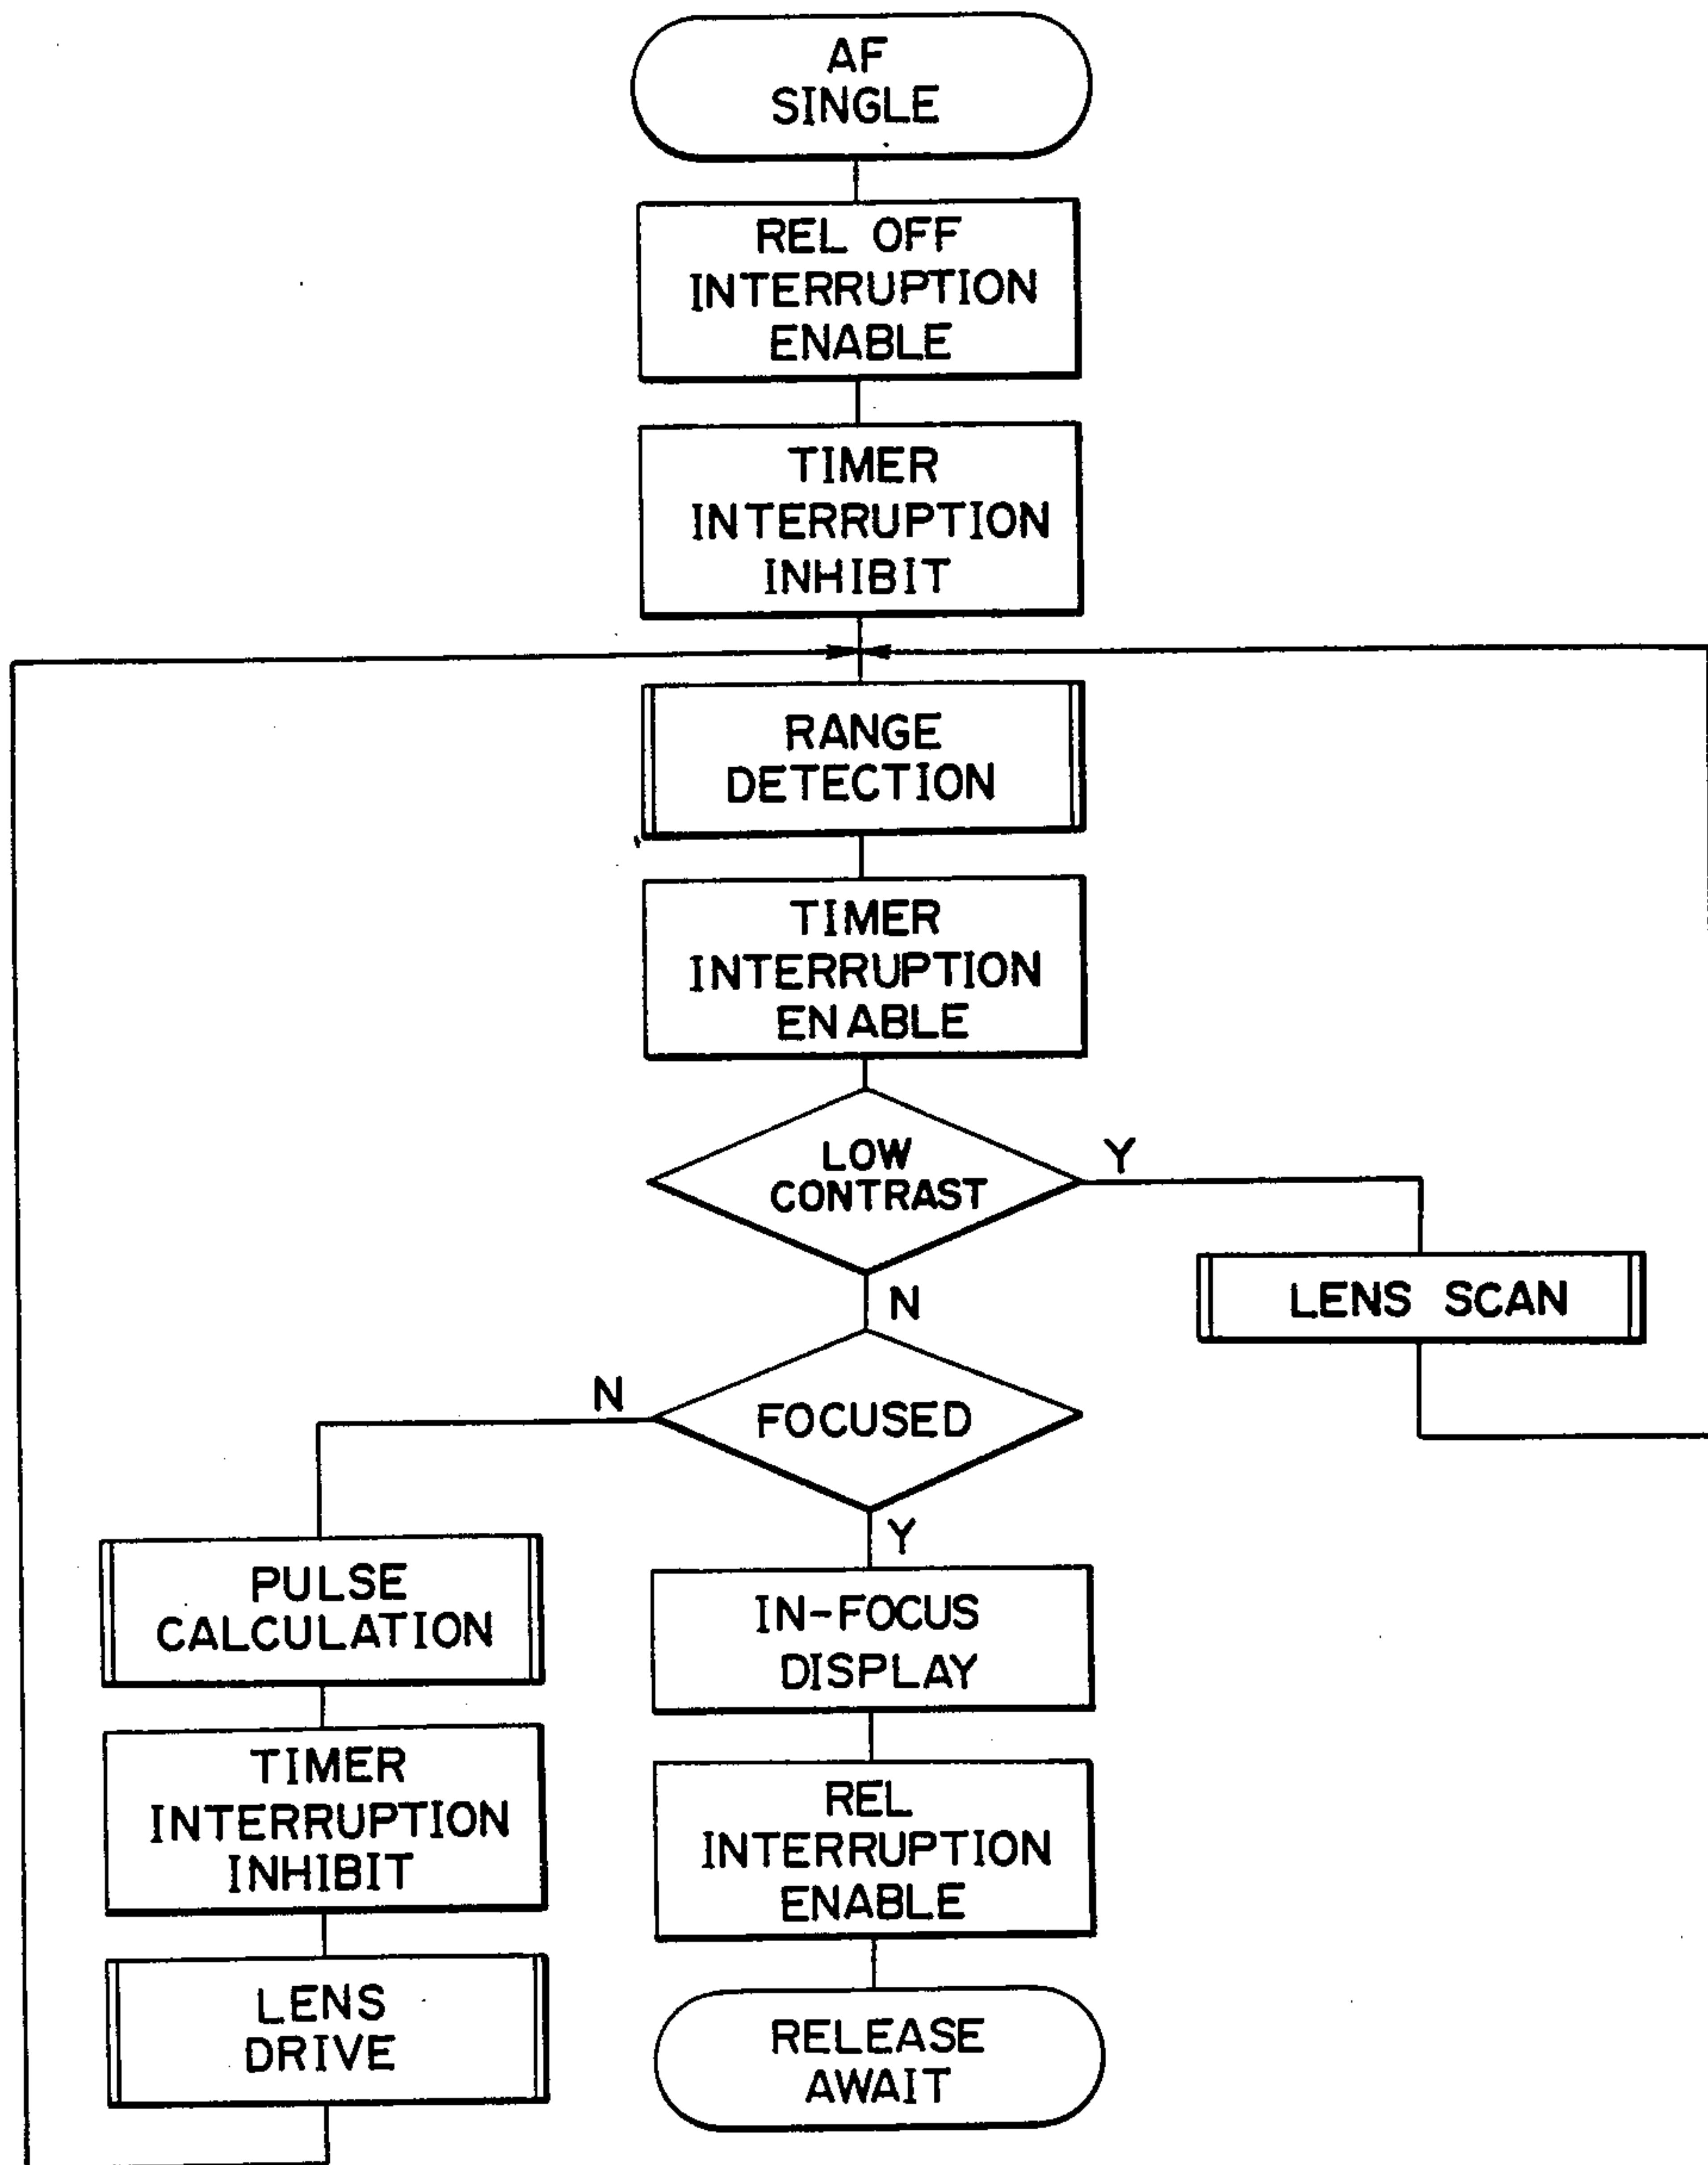 AF
SINGLE
REL OFF
INTERRUPTION
ENABLE
TIMER
INTERRUPTION
INHIBIT
RANGE
DETECTION
TIMER
INTERRUPTION
ENABLE
LOW
CONTRAST
Y
N
LENS SCAN
FOCUSED
N
Y
PULSE
CALCULATION
TIMER
INTERRUPTION
INHIBIT
LENS
DRIVE
IN-FOCUS
DISPLAY
REL
INTERRUPTION
ENABLE
RELEASE
AWAIT